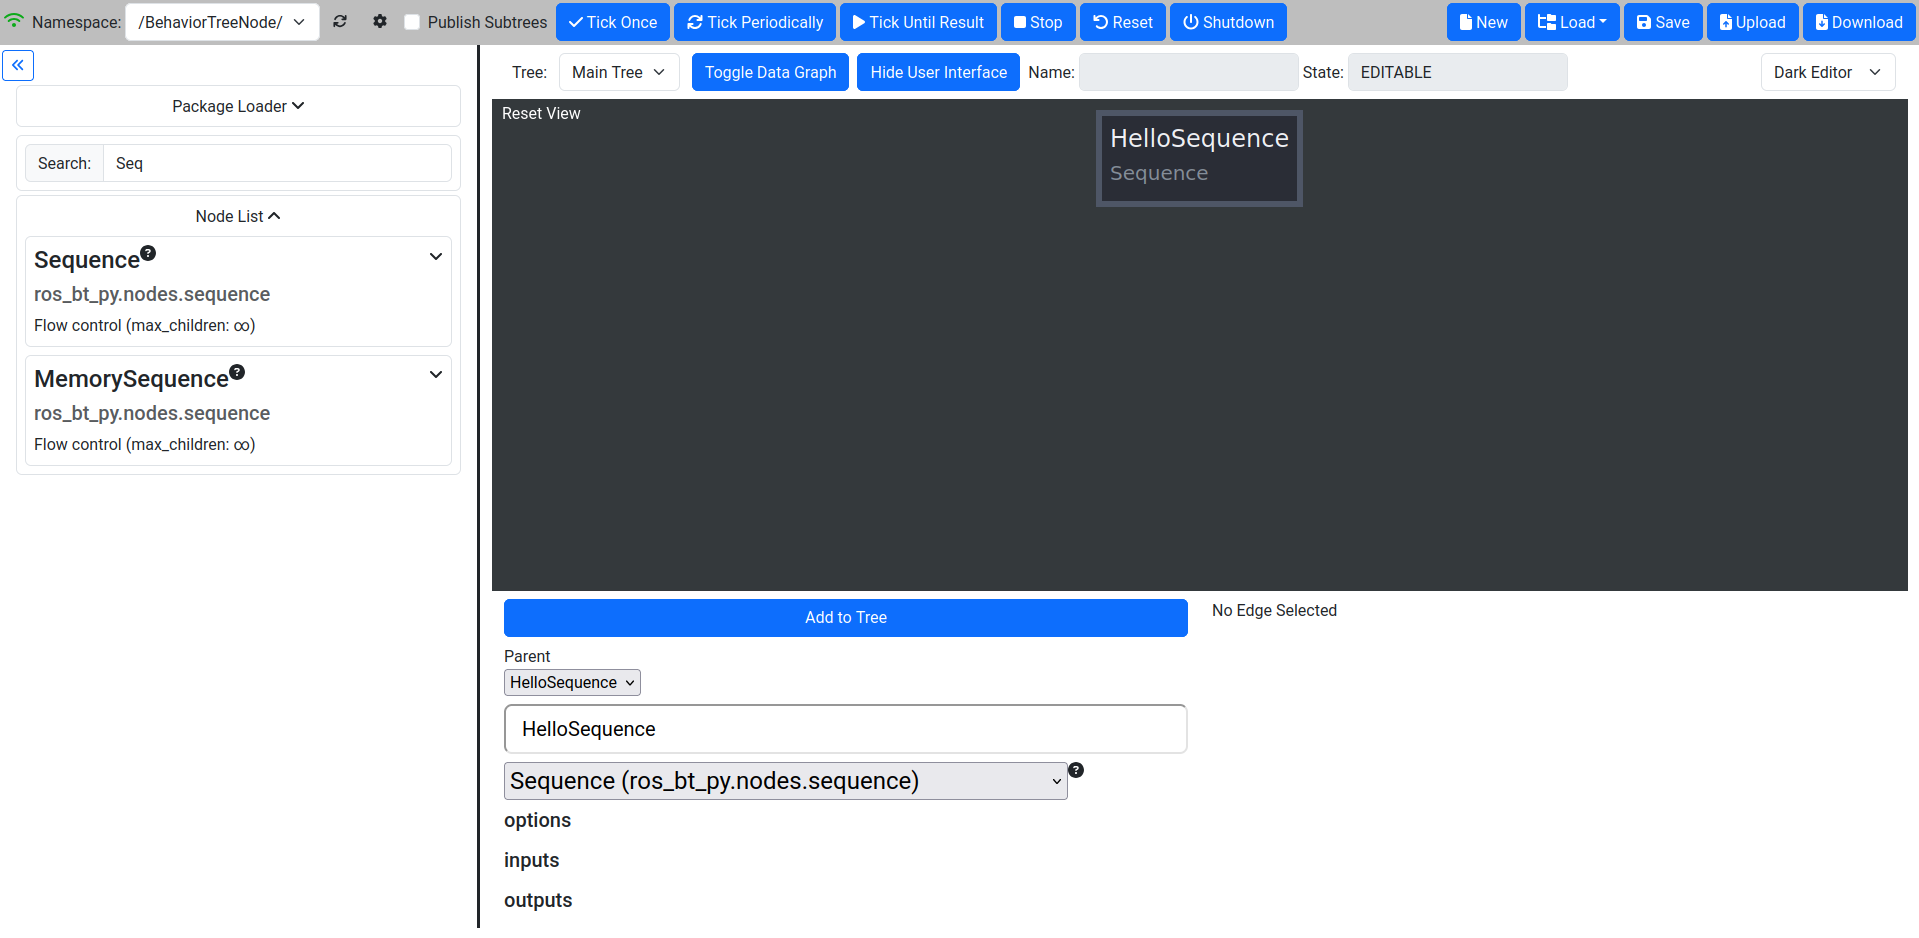 Namespace: /BehaviorTreeNode/ Publish Subtrees Tick Once Tick Periodically Tick Until Result Stop Reset Shutdown New Load Save Upload Download
Package Loader
Search: Seq
Node List
Sequence
ros_bt_py.nodes.sequence
Flow control (max_children: ∞)
MemorySequence
ros_bt_py.nodes.sequence
Flow control (max_children: ∞)
Tree: Main Tree Toggle Data Graph Hide User Interface Name: State: EDITABLE Dark Editor
Reset View
HelloSequence
Sequence
Add to Tree
No Edge Selected
Parent
HelloSequence
HelloSequence
Sequence (ros_bt_py.nodes.sequence)
options
inputs
outputs